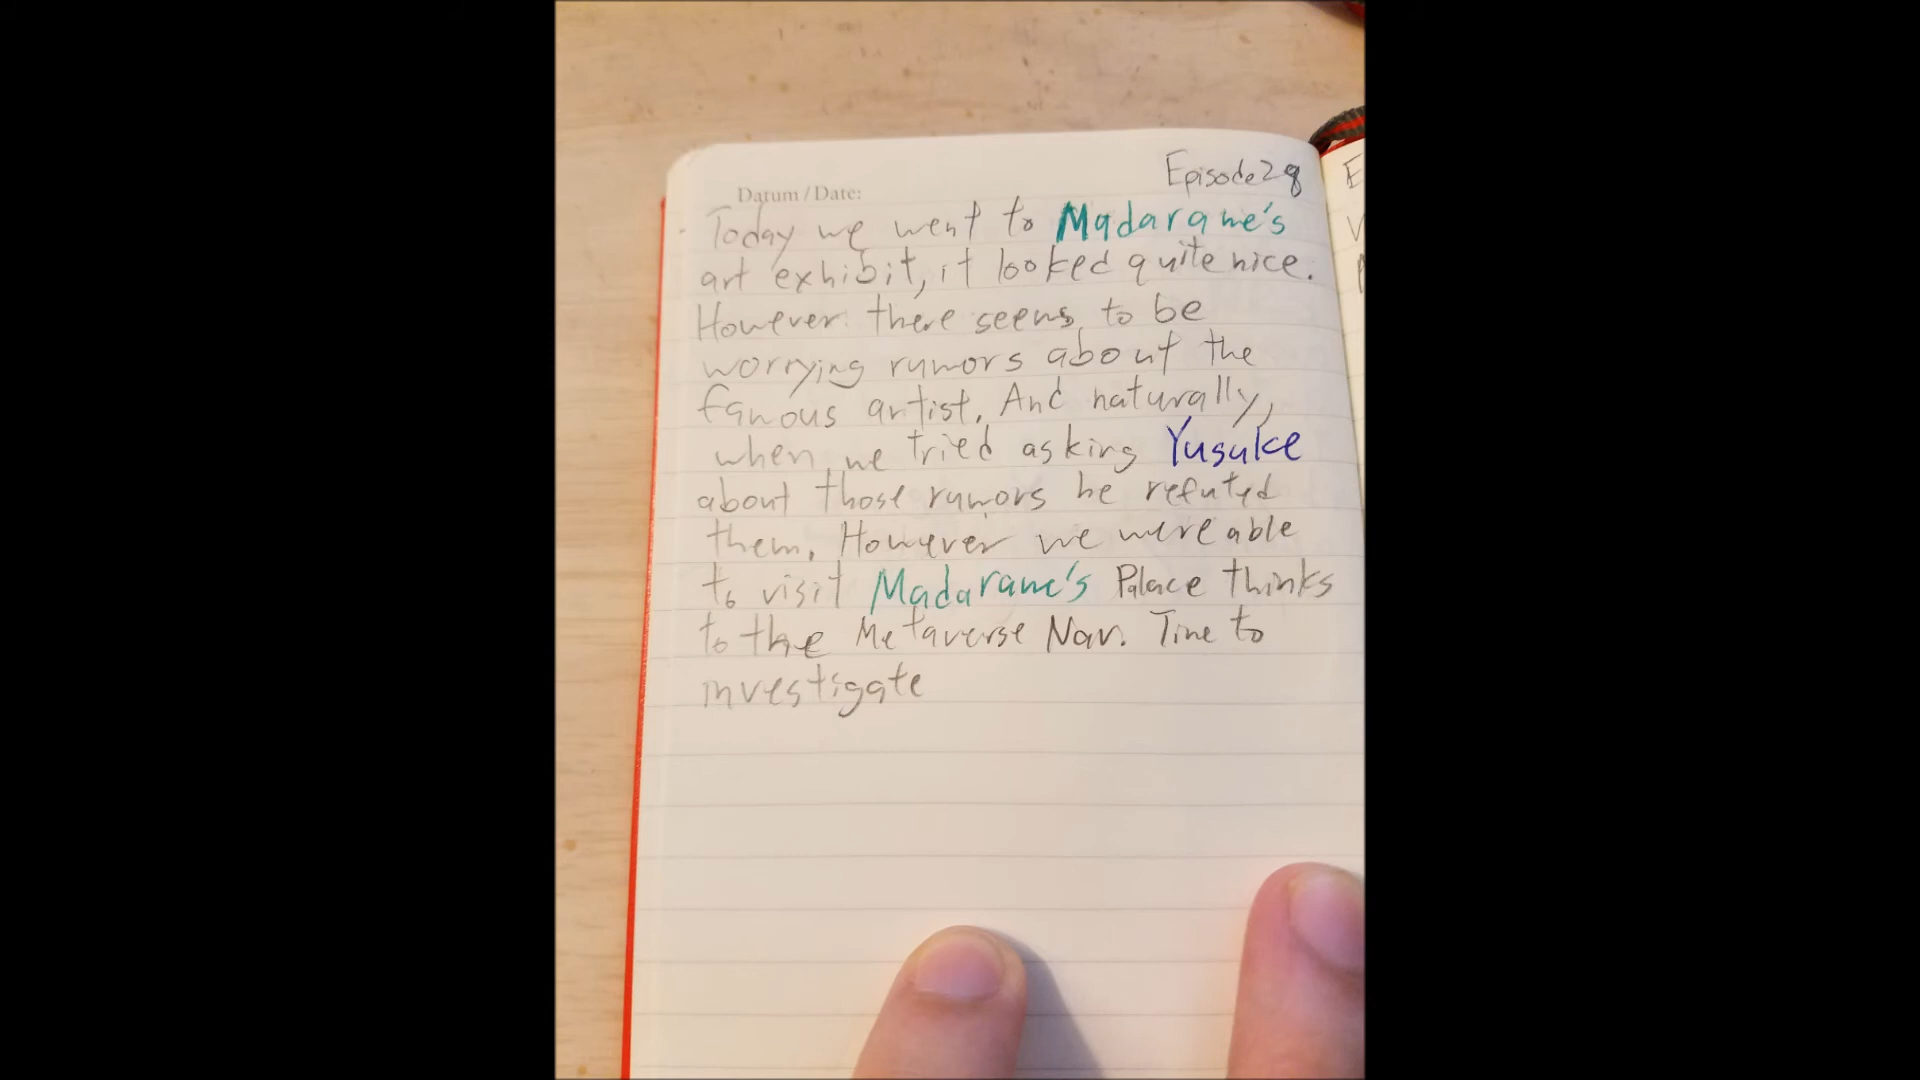 Episode 28
Datum / Date:
Today we went to Madarame's
art exhibit, it looked quite nice.
However there seems to be
worrying rumors about the
famous artist. And naturally,
when we tried asking Yusuke
about those rumors he refuted
them. However we were able
to visit Madarame's Palace thinks
to the Metaverse Nav. Time to
investigate
E
V